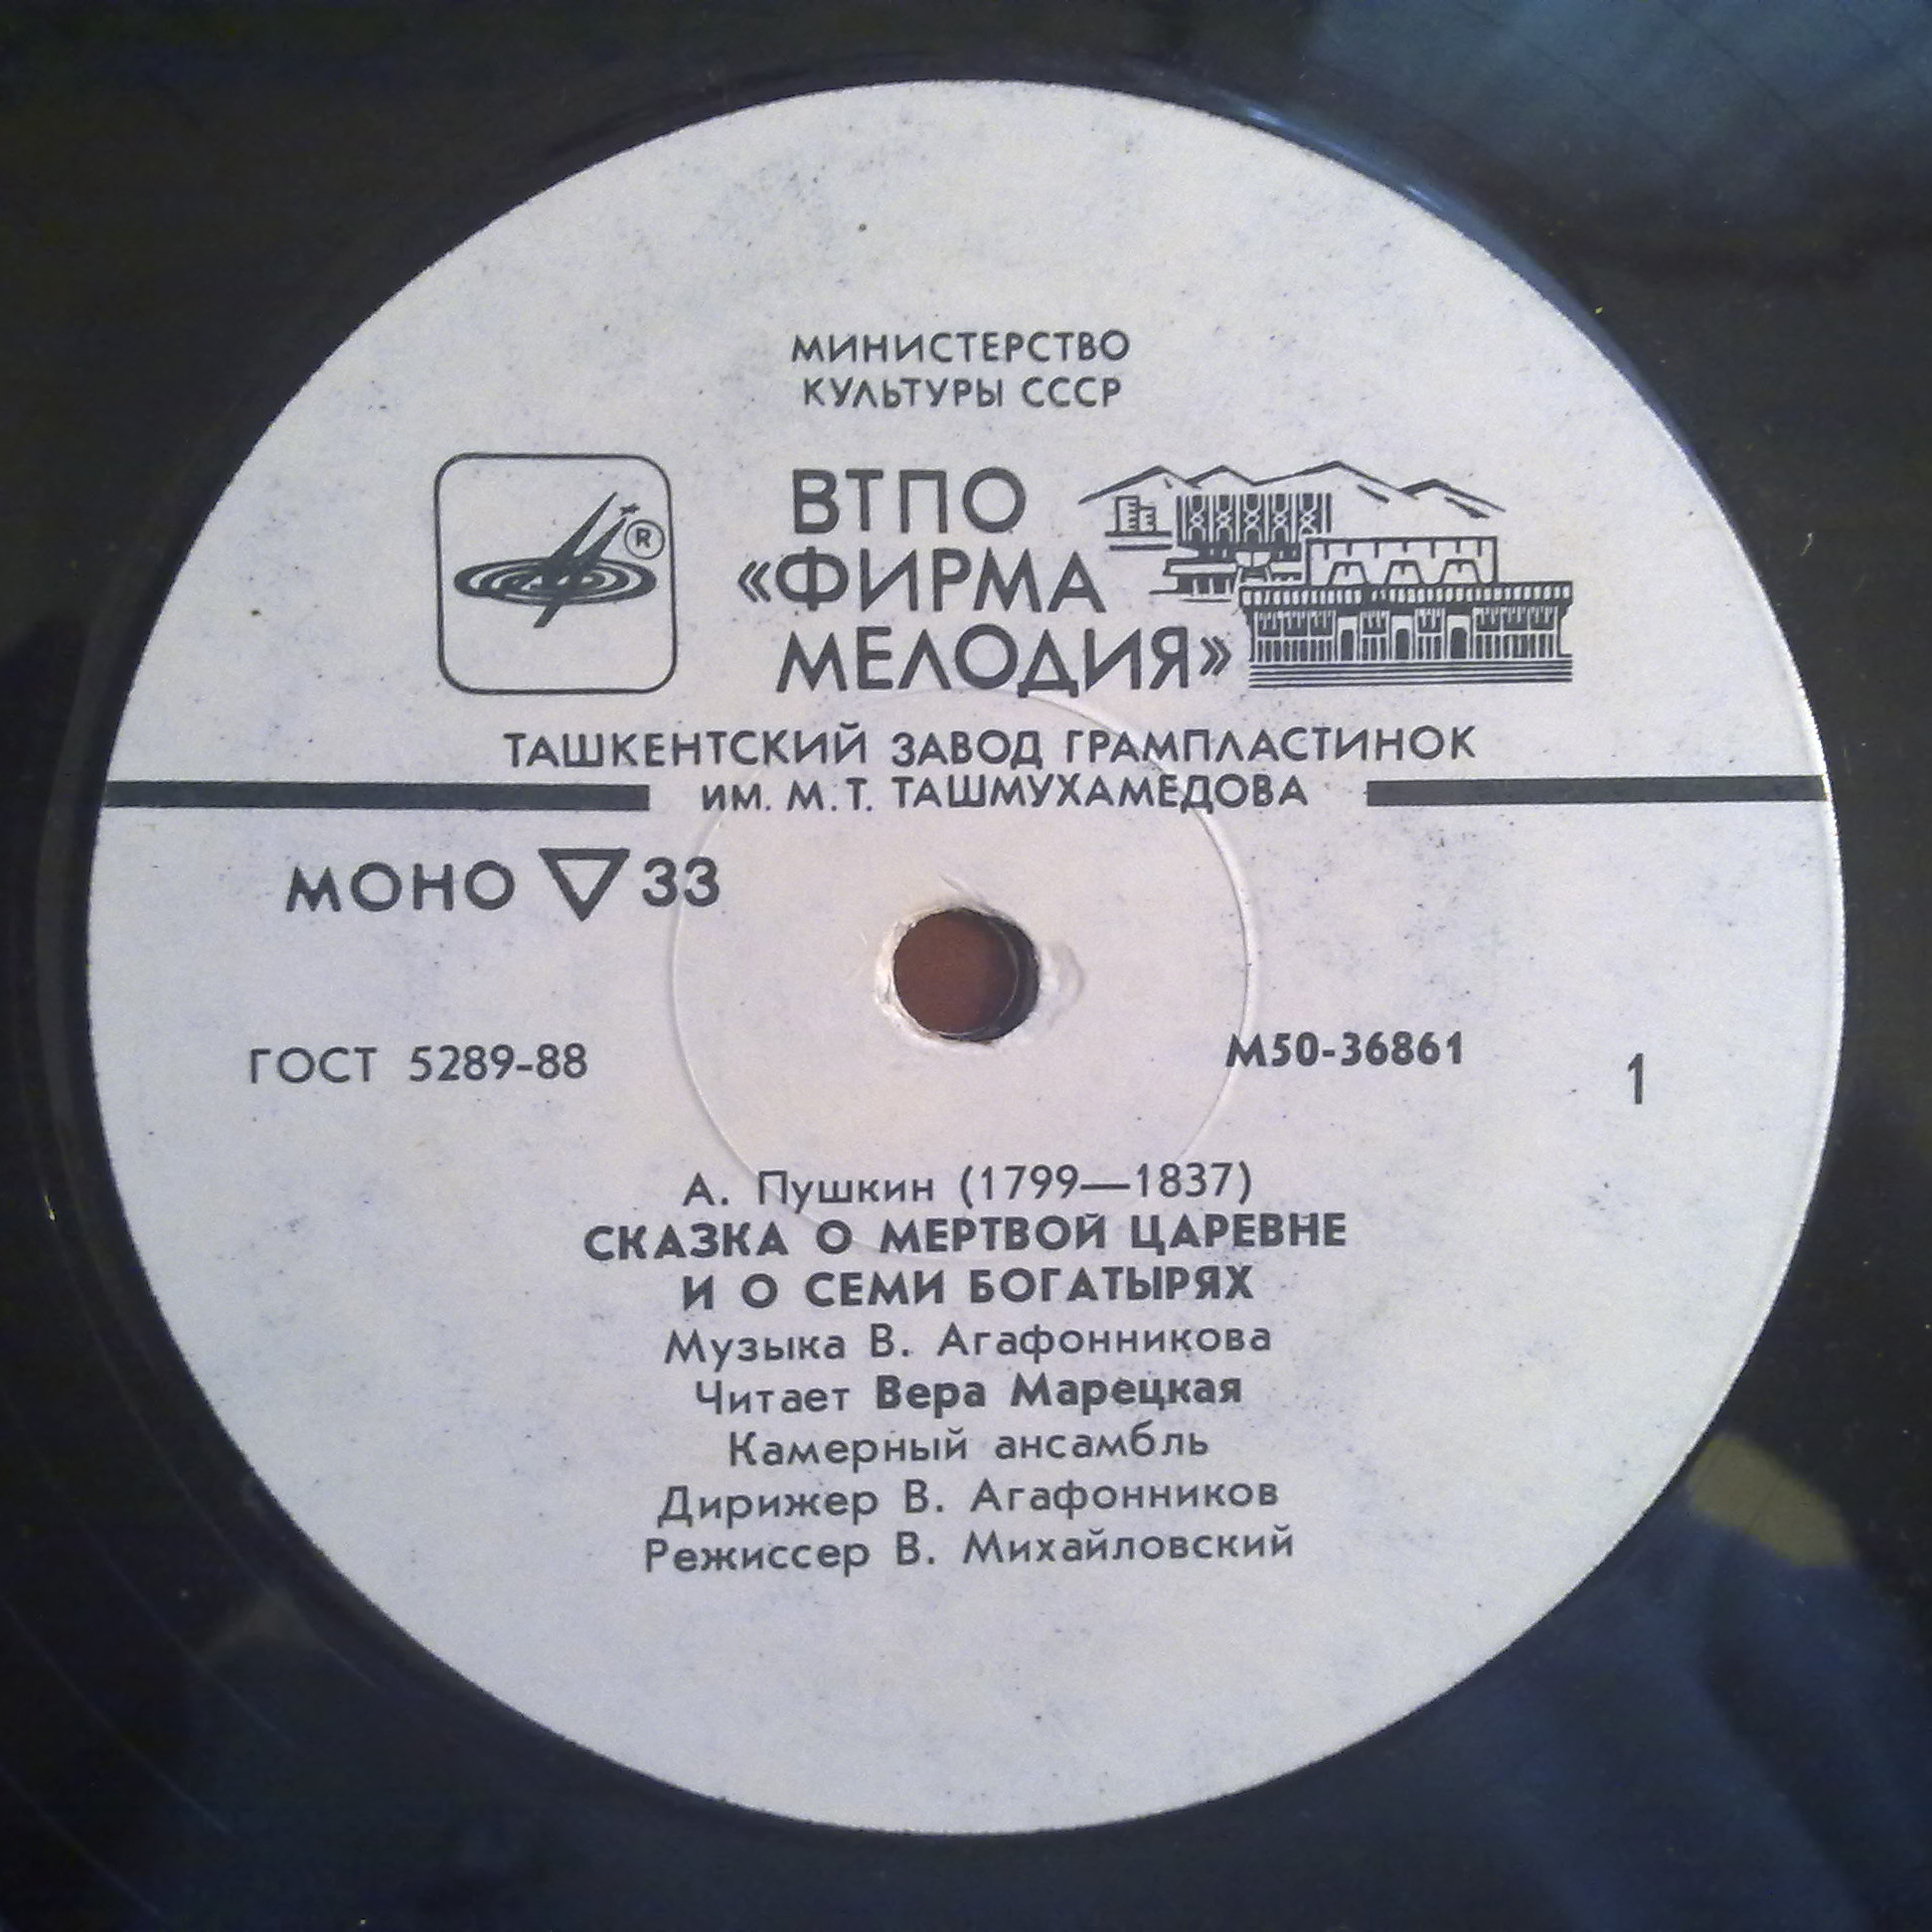 МИНИСТЕРСТВО
КУЛЬТУРЫ СССР
ВТПО
«ФИРМА
МЕЛОДИЯ»
®
ТАШКЕНТСКИЙ ЗАВОД ГРАМПЛАСТИНОК
ИМ. М. Т. ТАШМУХАМЕДОВА
МОНО ▽ 33
ГОСТ 5289-88
М50-36861
1
А. Пушкин (1799—1837)
СКАЗКА О МЕРТВОЙ ЦАРЕВНЕ
И О СЕМИ БОГАТЫРЯХ
Музыка В. Агафонникова
Читает Вера Марецкая
Камерный ансамбль
Дирижер В. Агафонников
Режиссер В. Михайловский